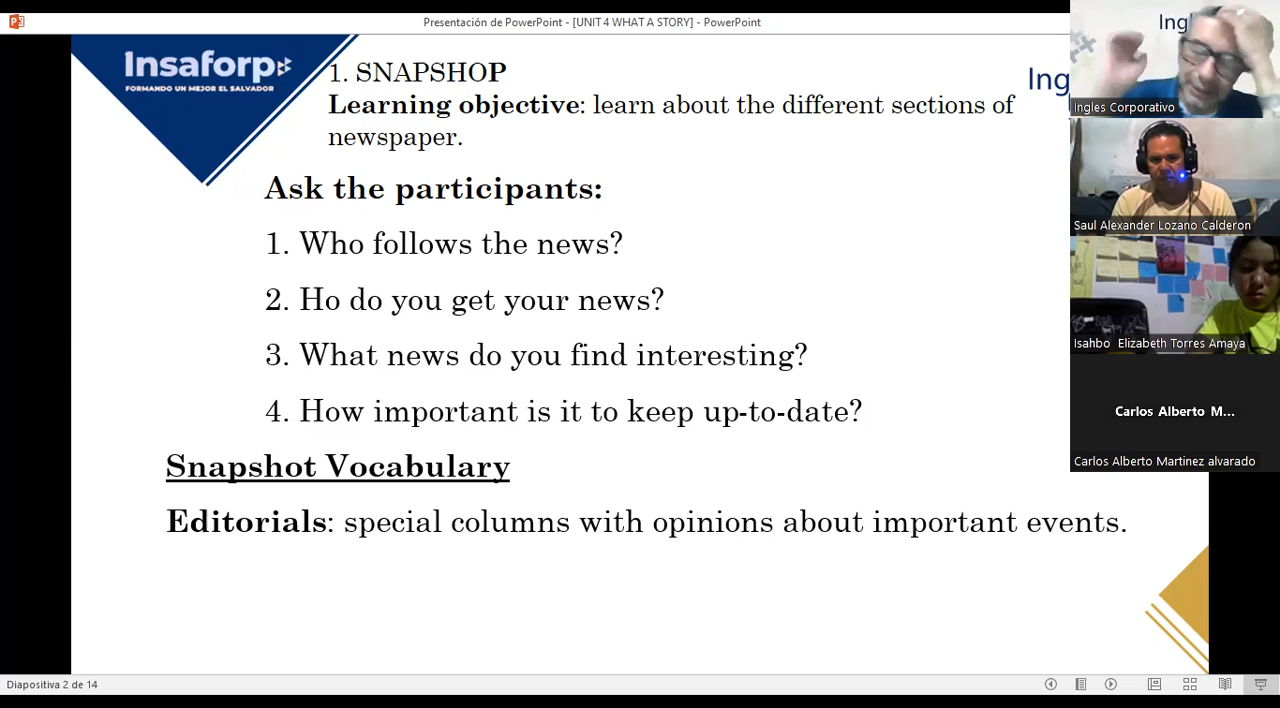 Presentación de PowerPoint - [UNIT 4 WHAT A STORY] - PowerPoint
Insaforp
FORMANDO UN MEJOR EL SALVADOR
1. SNAPSHOP
Learning objective: learn about the different sections of
newspaper.
Ing
Ask the participants:
1. Who follows the news?
2. Ho do you get your news?
3. What news do you find interesting?
4. How important is it to keep up-to-date?
Snapshot Vocabulary
Editorials: special columns with opinions about important events.
Ingl
Ingles Corporativo
Saul Alexander Lozano Calderon
Isahbo Elizabeth Torres Amaya
Carlos Alberto M...
Carlos Alberto Martinez alvarado
Diapositiva 2 de 14